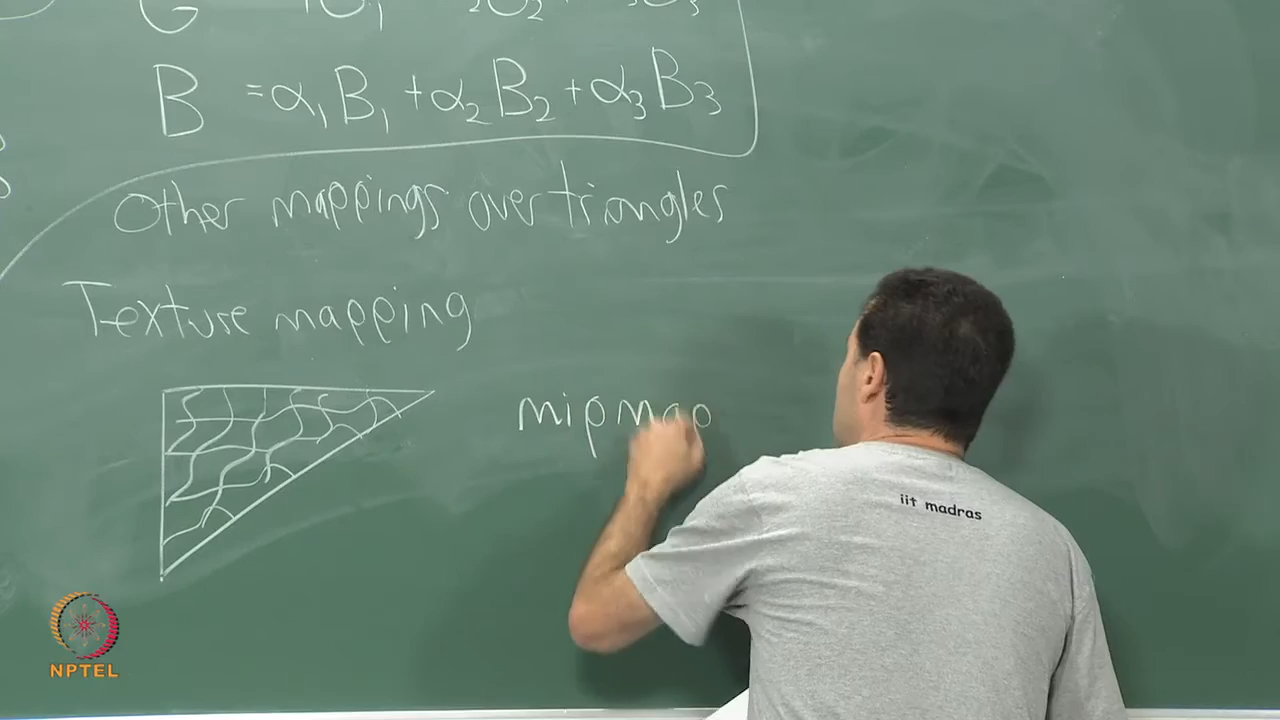 G
B = α₁B₁ + α₂B₂ + α₃B₃
Other mappings over triangles
Texture mapping
mipmap
iit madras
NPTEL